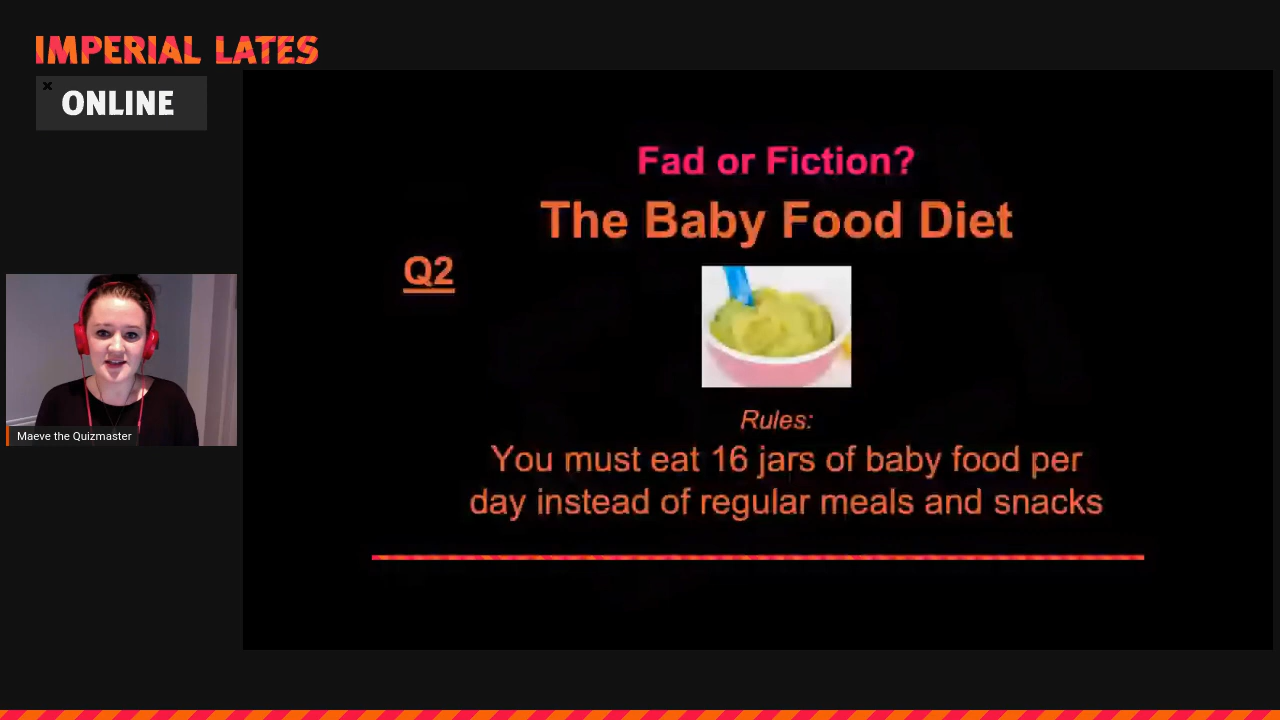 IMPERIAL LATES
ONLINE
Fad or Fiction?
The Baby Food Diet
Q2
Rules:
You must eat 16 jars of baby food per
day instead of regular meals and snacks
Maeve the Quizmaster